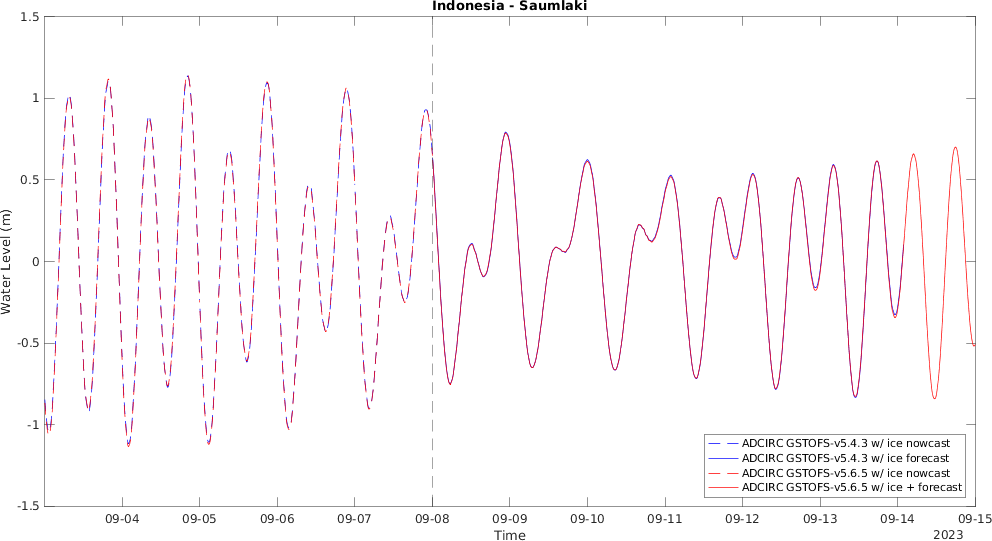 Indonesia - Saumlaki
1.5
1
0.5
0
-0.5
-1
-1.5
Water Level (m)
09-04 09-05 09-06 09-07 09-08 09-09 09-10 09-11 09-12 09-13 09-14 09-15
Time
2023
ADCIRC GSTOFS-v5.4.3 w/ ice nowcast
ADCIRC GSTOFS-v5.4.3 w/ ice forecast
ADCIRC GSTOFS-v5.6.5 w/ ice nowcast
ADCIRC GSTOFS-v5.6.5 w/ ice + forecast